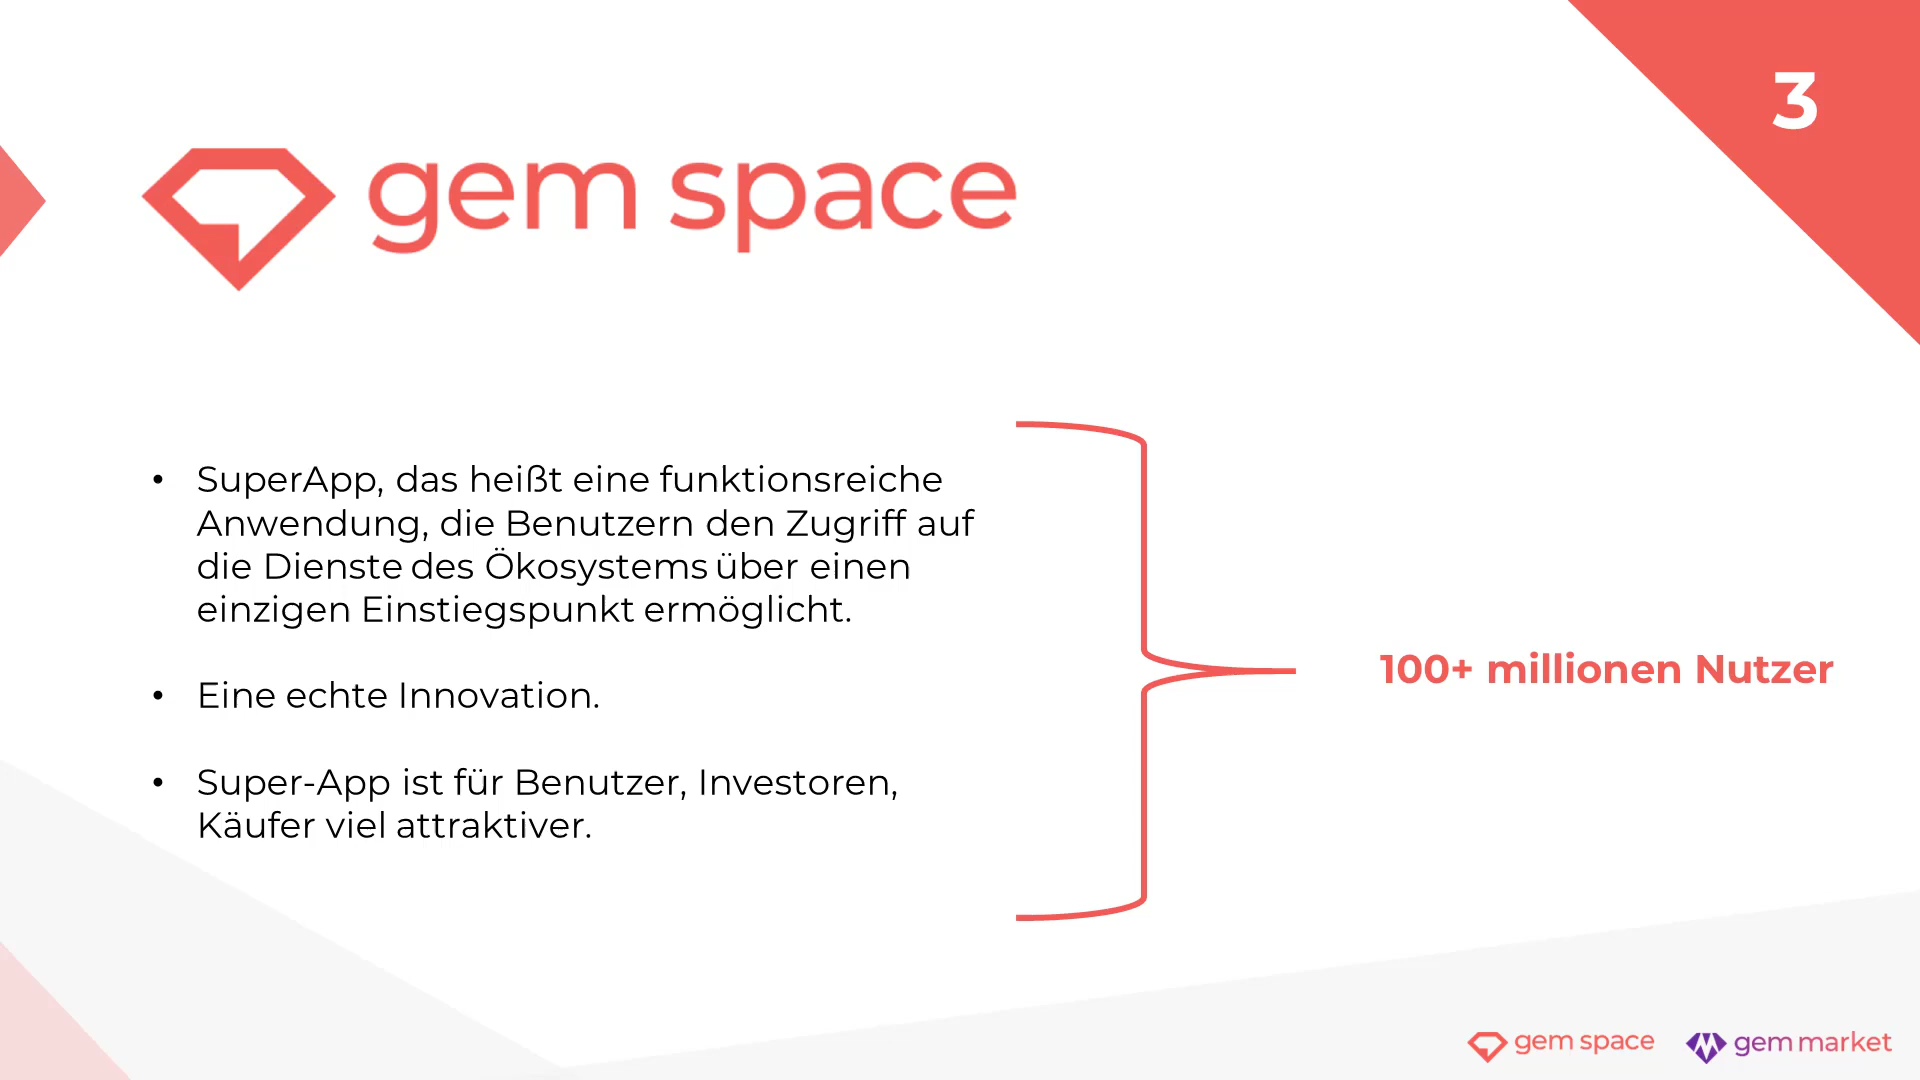 3
gem space
• SuperApp, das heißt eine funktionsreiche
Anwendung, die Benutzern den Zugriff auf
die Dienste des Ökosystems über einen
einzigen Einstiegspunkt ermöglicht.
• Eine echte Innovation.
• Super-App ist für Benutzer, Investoren,
Käufer viel attraktiver.
100+ millionen Nutzer
gem space
gem market